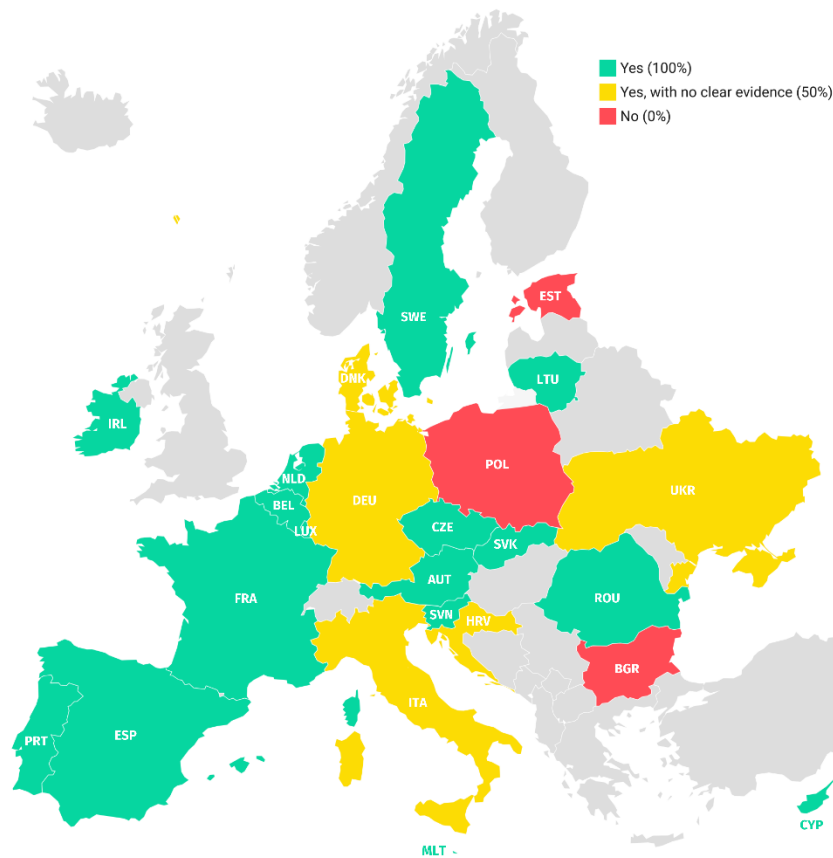 Yes (100%)
Yes, with no clear evidence (50%)
No (0%)
EST
SWE
DNK
LTU
IRL
POL
NLD
DEU
UKR
BEL
LUX
CZE
SVK
AUT
FRA
ROU
SVN
HRV
BGR
ITA
ESP
PRT
CYP
MLT